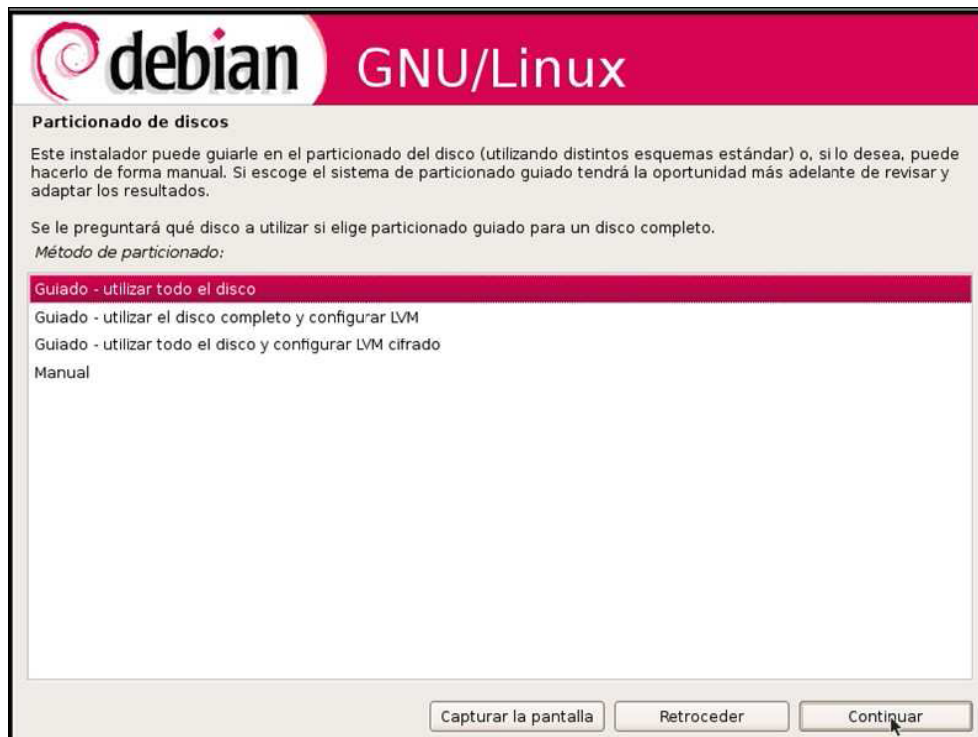 debian GNU/Linux
Particionado de discos
Este instalador puede guiarle en el particionado del disco (utilizando distintos esquemas estándar) o, si lo desea, puede
hacerlo de forma manual. Si escoge el sistema de particionado guiado tendrá la oportunidad más adelante de revisar y
adaptar los resultados.
Se le preguntará qué disco a utilizar si elige particionado guiado para un disco completo.
Método de particionado:
Guiado - utilizar todo el disco
Guiado - utilizar el disco completo y configurar LVM
Guiado - utilizar todo el disco y configurar LVM cifrado
Manual
Capturar la pantalla Retroceder Continuar